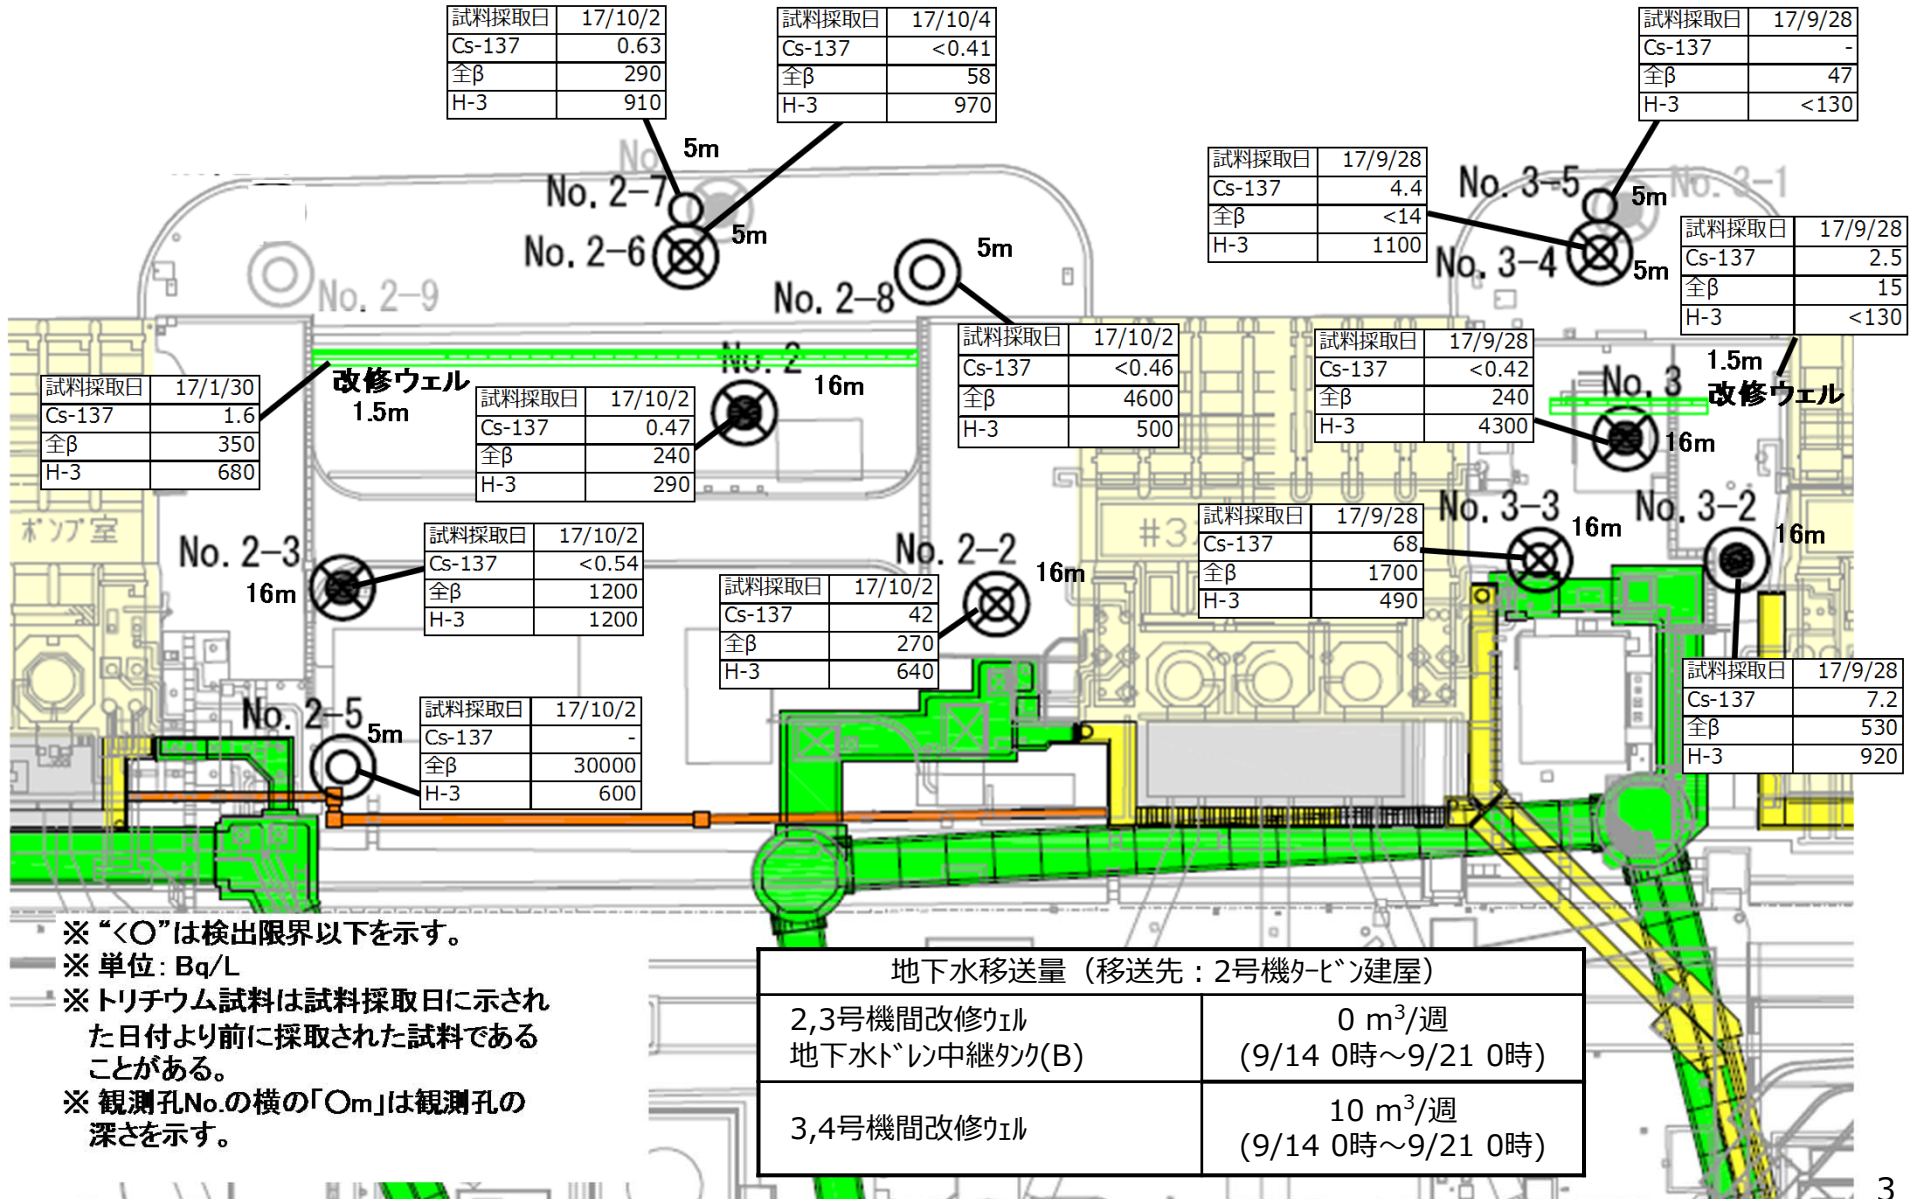 試料採取日 17/10/2
Cs-137 0.63
全β 290
H-3 910
試料採取日 17/10/4
Cs-137 <0.41
全β 58
H-3 970
試料採取日 17/9/28
Cs-137 -
全β 47
H-3 <130
試料採取日 17/9/28
Cs-137 4.4
全β <14
H-3 1100
試料採取日 17/9/28
Cs-137 2.5
全β 15
H-3 <130
No.
5m
No. 2-7
No. 2-6
5m
No. 2-8
5m
No. 2-9
No. 3-5
5m
No. 3-1
No. 3-4
5m
試料採取日 17/10/2
Cs-137 <0.46
全β 4600
H-3 500
試料採取日 17/9/28
Cs-137 <0.42
全β 240
H-3 4300
1.5m
改修ウェル
No. 3
16m
試料採取日 17/1/30
Cs-137 1.6
全β 350
H-3 680
改修ウェル
1.5m
No. 2
16m
試料採取日 17/10/2
Cs-137 0.47
全β 240
H-3 290
ポンプ室
No. 2-3
16m
試料採取日 17/10/2
Cs-137 <0.54
全β 1200
H-3 1200
No. 2-2
16m
試料採取日 17/10/2
Cs-137 42
全β 270
H-3 640
#3
試料採取日 17/9/28
Cs-137 68
全β 1700
H-3 490
No. 3-3
16m
No. 3-2
16m
試料採取日 17/9/28
Cs-137 7.2
全β 530
H-3 920
No. 2-5
5m
試料採取日 17/10/2
Cs-137 -
全β 30000
H-3 600
※ “<〇”は検出限界以下を示す。
※ 単位: Bq/L
※ トリチウム試料は試料採取日に示され
た日付より前に採取された試料である
ことがある。
※ 観測孔No.の横の「〇m」は観測孔の
深さを示す。
地下水移送量（移送先：2号機ﾀｰﾋﾞﾝ建屋）
2,3号機間改修ｳｪﾙ
地下水ﾄﾞﾚﾝ中継ﾀﾝｸ(B)
0 m³/週
(9/14 0時～9/21 0時)
3,4号機間改修ｳｪﾙ
10 m³/週
(9/14 0時～9/21 0時)
3